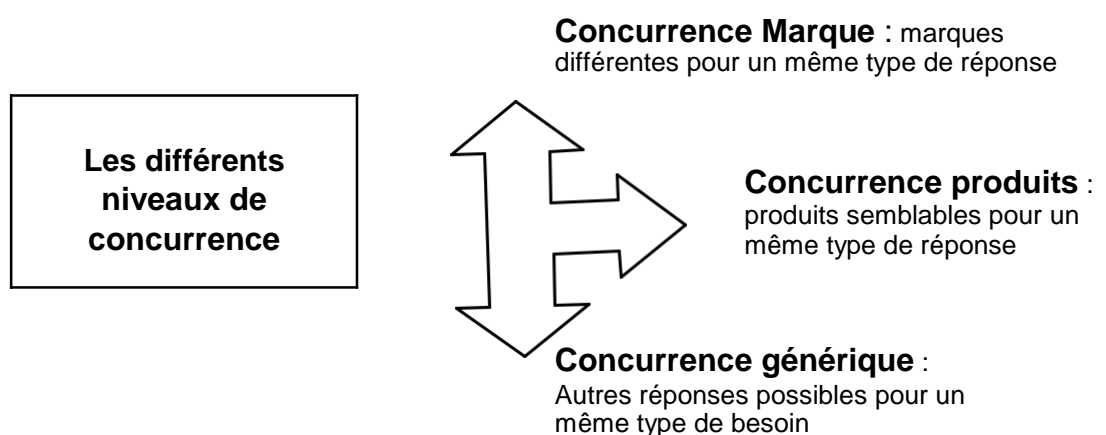 Concurrence Marque : marques
différentes pour un même type de réponse
Les différents
niveaux de
concurrence
Concurrence produits :
produits semblables pour un
même type de réponse
Concurrence générique :
Autres réponses possibles pour un
même type de besoin